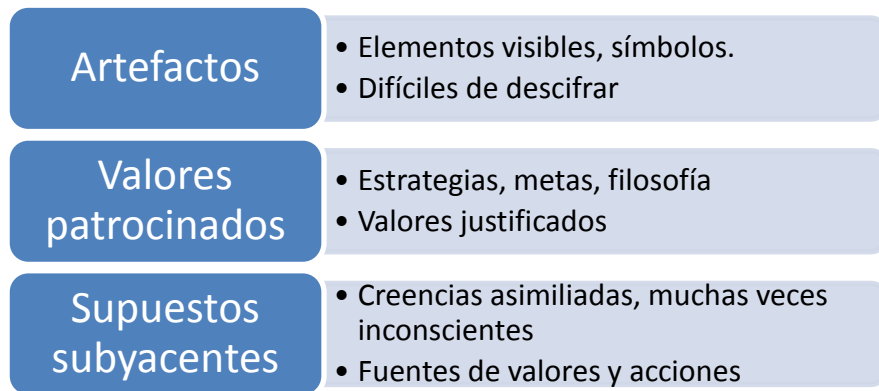 Artefactos
• Elementos visibles, símbolos.
• Difíciles de descifrar
Valores
patrocinados
• Estrategias, metas, filosofía
• Valores justificados
Supuestos
subyacentes
• Creencias asimiliadas, muchas veces
inconscientes
• Fuentes de valores y acciones